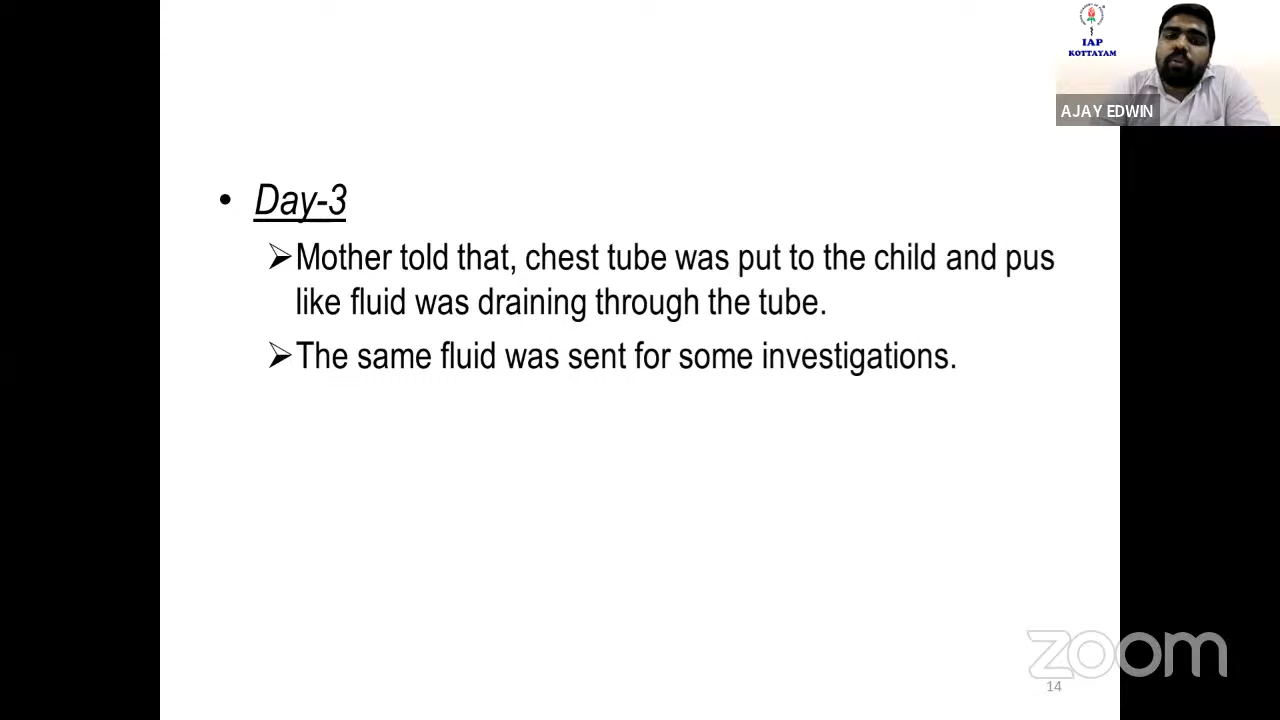 IAP
KOTTAYAM
AJAY EDWIN
• Day-3
➢Mother told that, chest tube was put to the child and pus
like fluid was draining through the tube.
➢The same fluid was sent for some investigations.
zoom
14